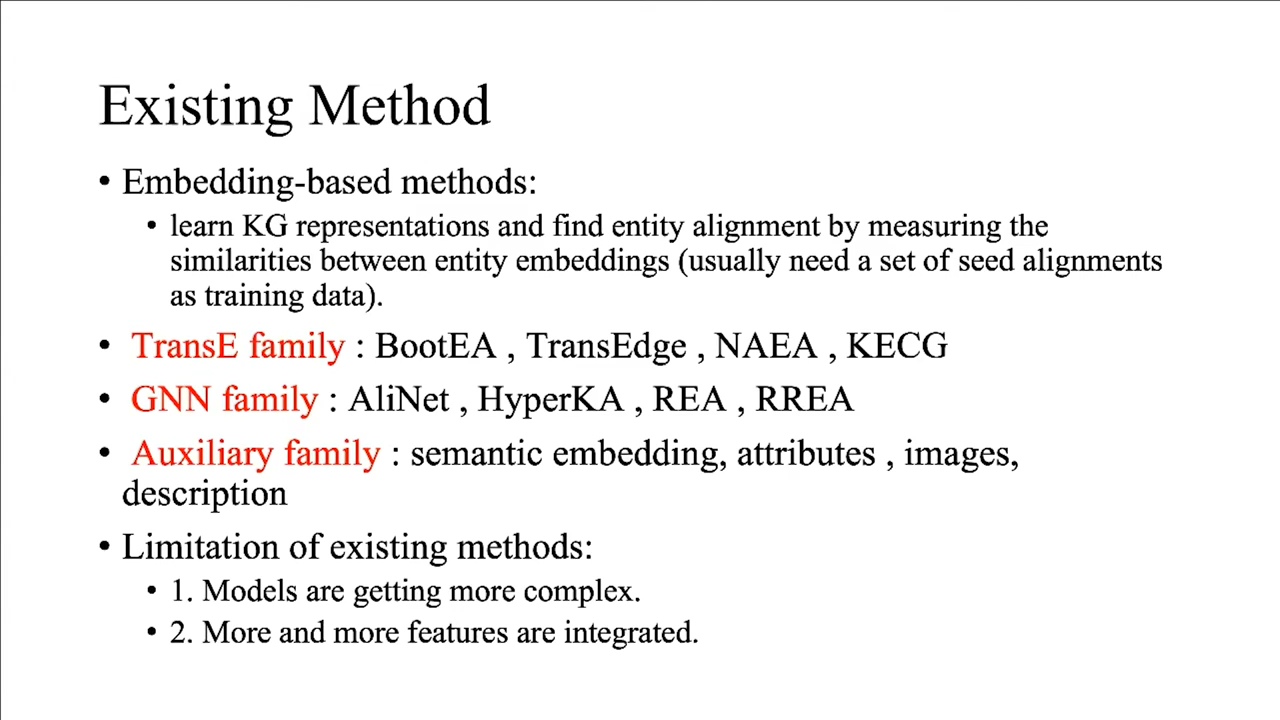 Existing Method
• Embedding-based methods:
• learn KG representations and find entity alignment by measuring the
similarities between entity embeddings (usually need a set of seed alignments
as training data).
• TransE family : BootEA , TransEdge , NAEA , KECG
• GNN family : AliNet , HyperKA , REA , RREA
• Auxiliary family : semantic embedding, attributes , images,
description
• Limitation of existing methods:
• 1. Models are getting more complex.
• 2. More and more features are integrated.